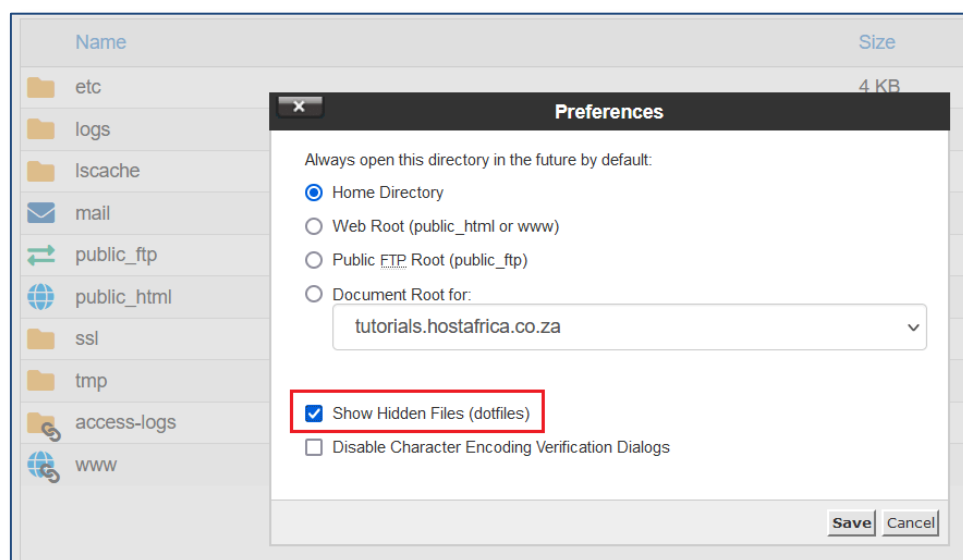 Name Size
etc 4 KB
logs
lscache
mail
public_ftp
public_html
ssl
tmp
access-logs
www
Preferences
Always open this directory in the future by default:
Home Directory
Web Root (public_html or www)
Public FTP Root (public_ftp)
Document Root for:
tutorials.hostafrica.co.za
Show Hidden Files (dotfiles)
Disable Character Encoding Verification Dialogs
Save Cancel